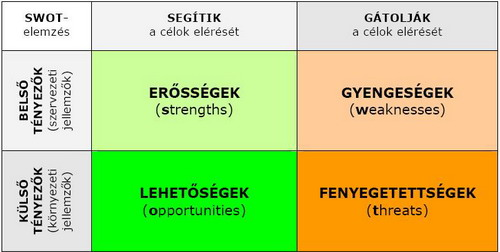 SWOT-
elemzés
SEGÍTIK
a célok elérését
GÁTOLJÁK
a célok elérését
BELSŐ
TÉNYEZŐK
(szervezeti
jellemzők)
ERŐSSÉGEK
(strengths)
GYENGESÉGEK
(weaknesses)
KÜLSŐ
TÉNYEZŐK
(környezeti
jellemzők)
LEHETŐSÉGEK
(opportunities)
FENYEGETETTSÉGEK
(threats)